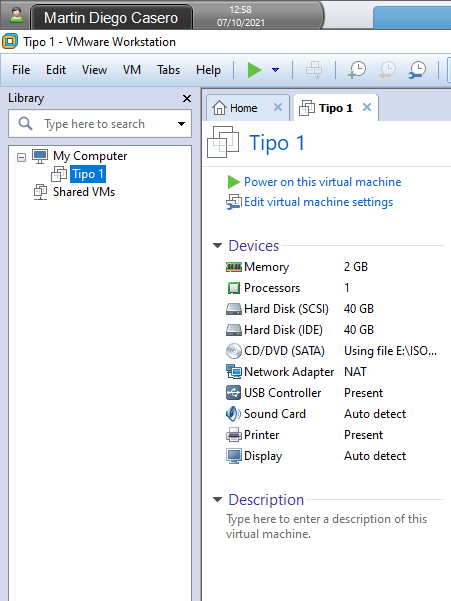 Martin Diego Casero
12:58
07/10/2021
Tipo 1 - VMware Workstation
File Edit View VM Tabs Help
Library
Home
Tipo 1
Type here to search
My Computer
Tipo 1
Shared VMs
Tipo 1
Power on this virtual machine
Edit virtual machine settings
Devices
Memory 2 GB
Processors 1
Hard Disk (SCSI) 40 GB
Hard Disk (IDE) 40 GB
CD/DVD (SATA) Using file E:\ISO...
Network Adapter NAT
USB Controller Present
Sound Card Auto detect
Printer Present
Display Auto detect
Description
Type here to enter a description of this
virtual machine.